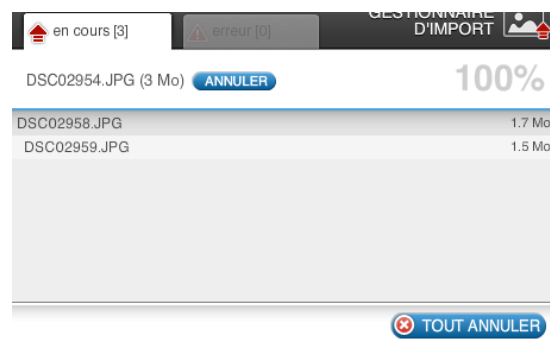 en cours [3]
erreur [0]
GESTIONNAIRE
D'IMPORT
DSC02954.JPG (3 Mo) ANNULER
100%
DSC02958.JPG 1.7 Mo
DSC02959.JPG 1.5 Mo
TOUT ANNULER